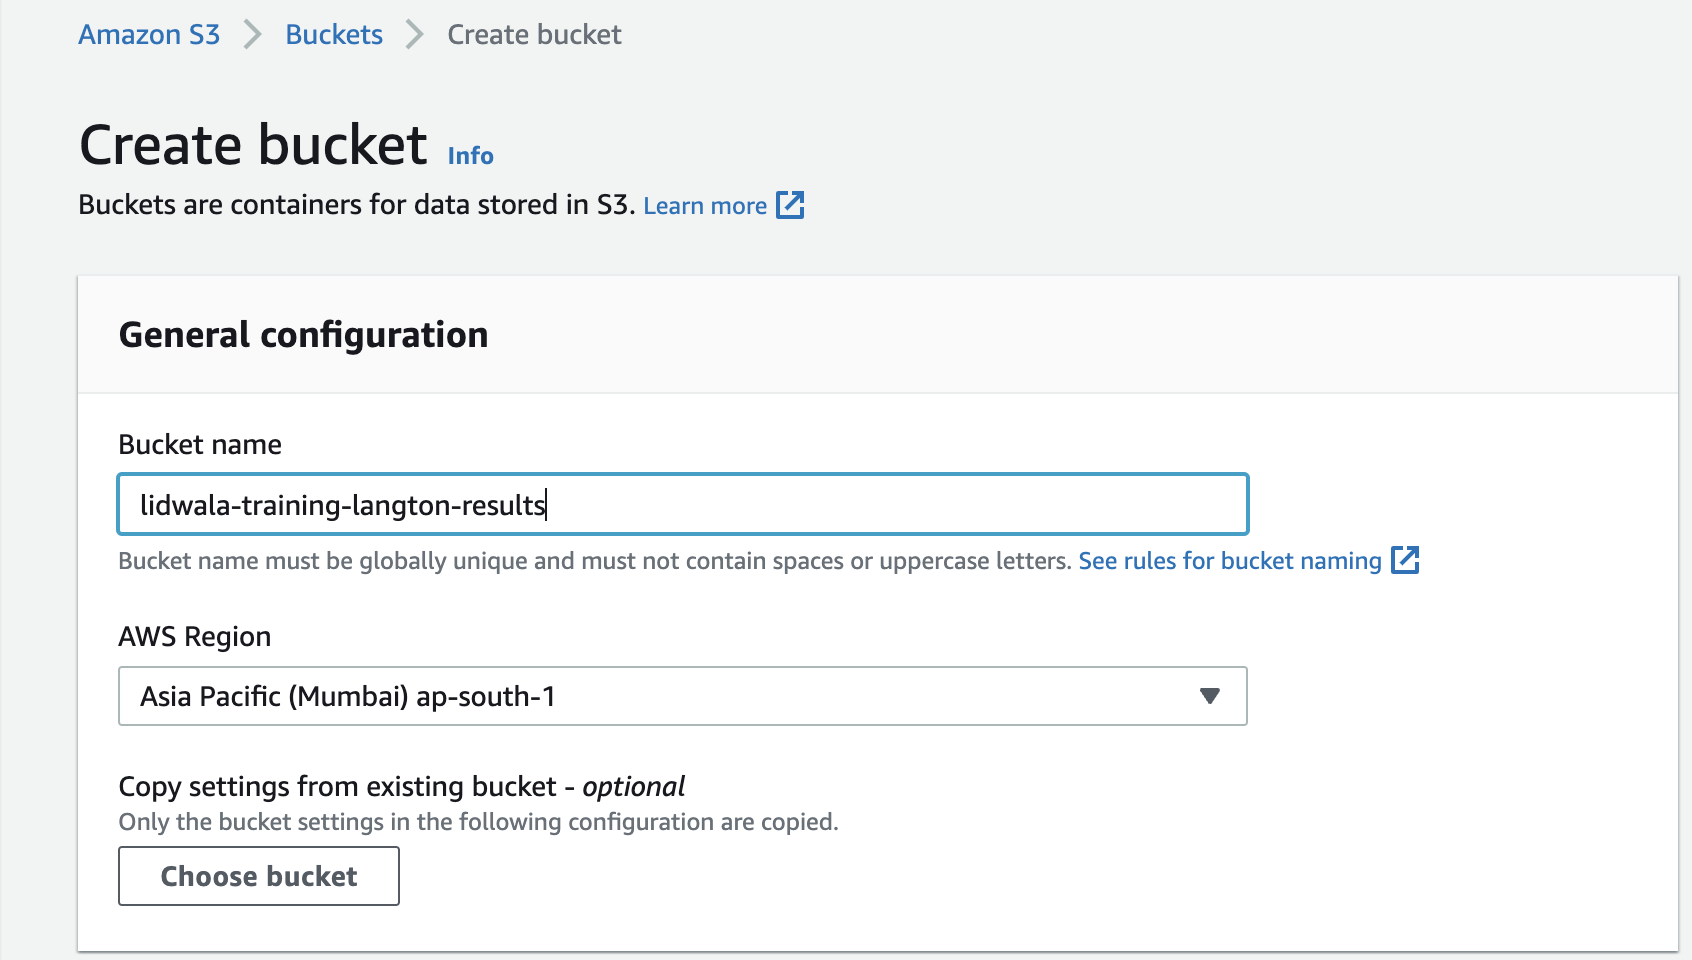 Amazon S3 > Buckets > Create bucket
Create bucket Info
Buckets are containers for data stored in S3. Learn more
General configuration
Bucket name
lidwala-training-langton-results
Bucket name must be globally unique and must not contain spaces or uppercase letters. See rules for bucket naming
AWS Region
Asia Pacific (Mumbai) ap-south-1
Copy settings from existing bucket - optional
Only the bucket settings in the following configuration are copied.
Choose bucket